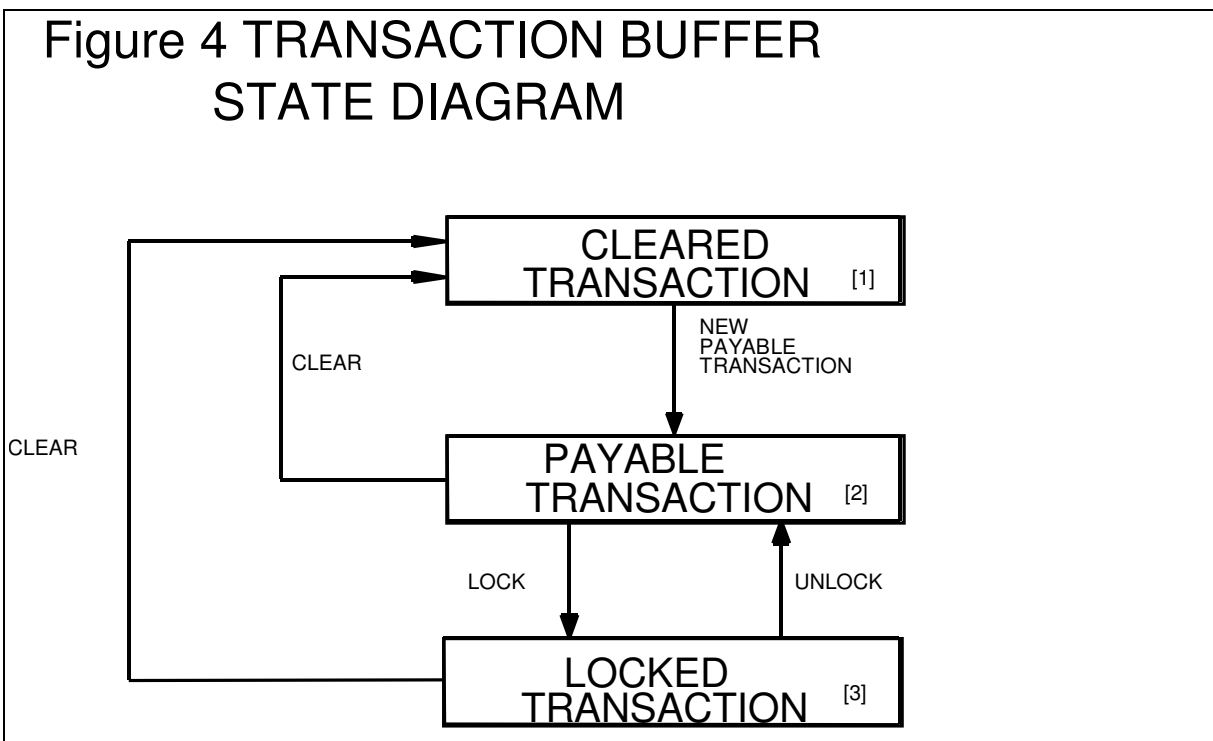 Figure 4 TRANSACTION BUFFER
STATE DIAGRAM
CLEARED
TRANSACTION [1]
NEW
PAYABLE
TRANSACTION
CLEAR
CLEAR
PAYABLE
TRANSACTION [2]
LOCK
UNLOCK
LOCKED
TRANSACTION [3]